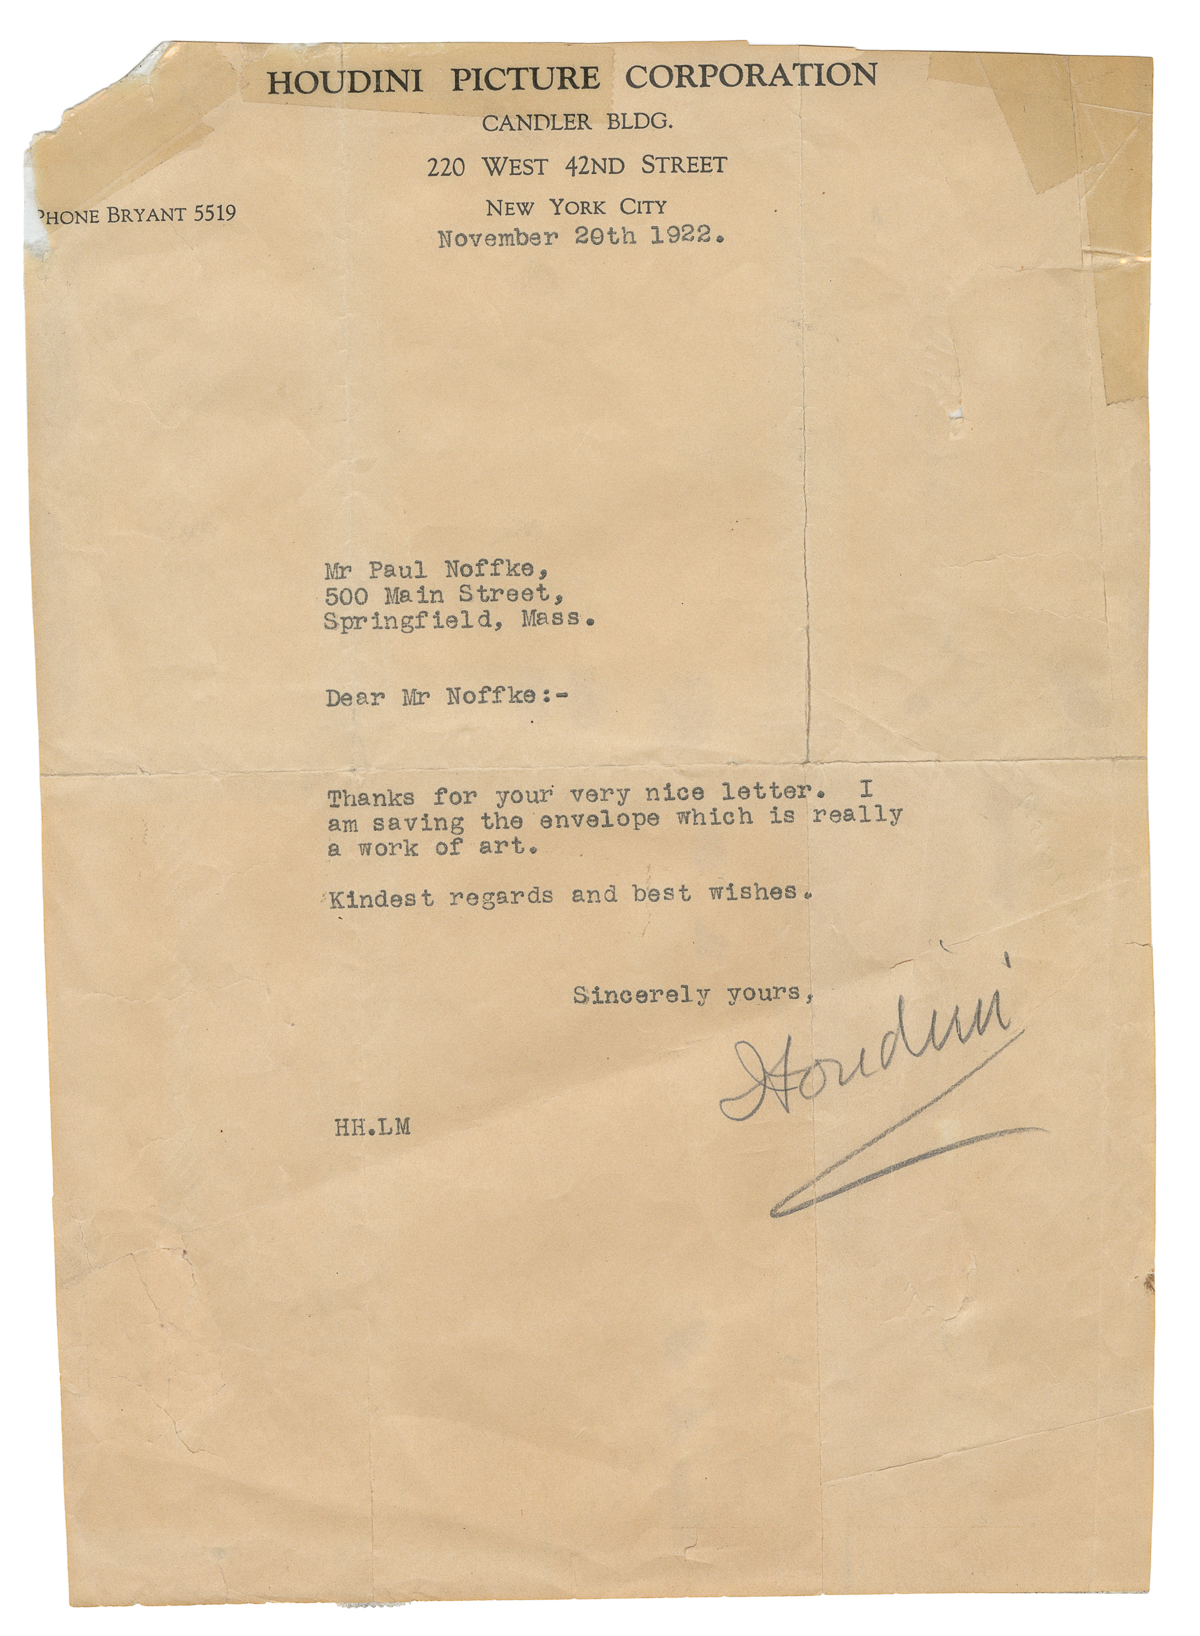 HOUDINI PICTURE CORPORATION
CANDLER BLDG.
220 WEST 42ND STREET
PHONE BRYANT 5519
NEW YORK CITY
November 20th 1922.
Mr Paul Noffke,
500 Main Street,
Springfield, Mass.
Dear Mr Noffke:-
Thanks for your very nice letter. I
am saving the envelope which is really
a work of art.
Kindest regards and best wishes.
Sincerely yours,
Houdini
HH.LM